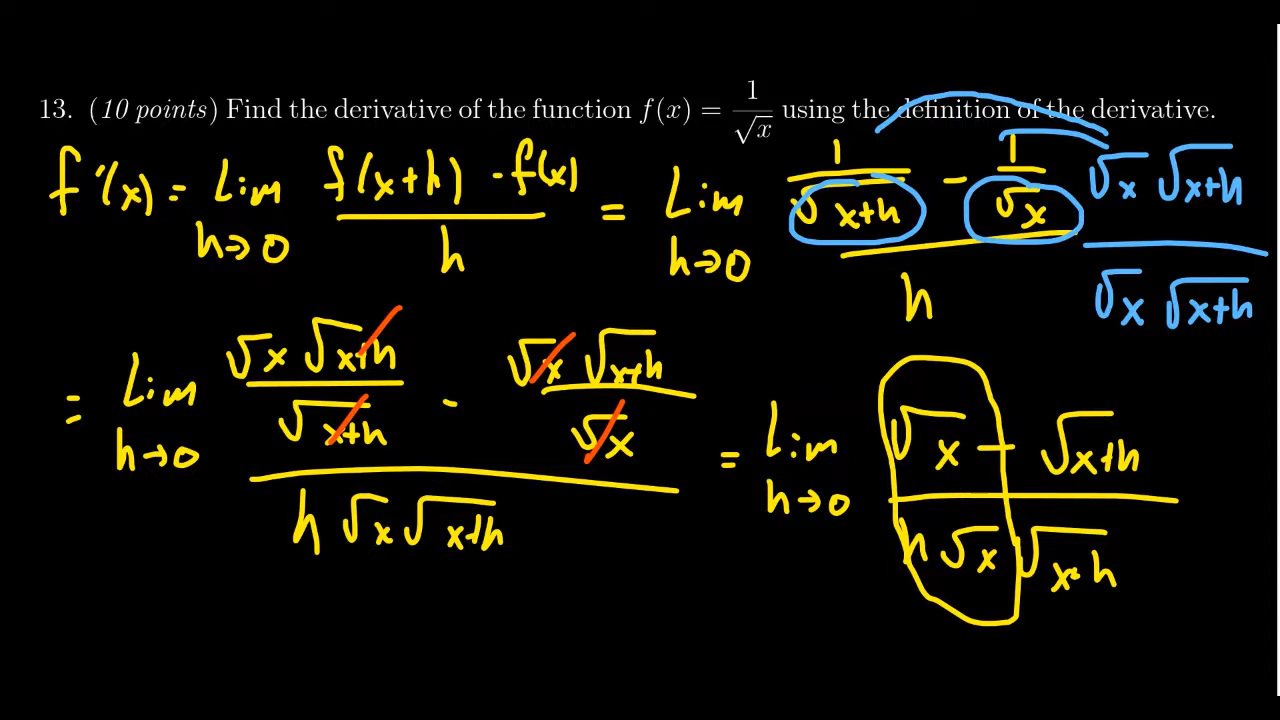 13. (10 points) Find the derivative of the function f(x) = 1/√x using the definition of the derivative.
f'(x) = Lim h→0 (f(x+h) - f(x))/h = Lim h→0 (1/√(x+h) - 1/√x)/h · (√x √(x+h))/(√x √(x+h))
= Lim h→0 ((√x √(x+h))/√(x+h) - (√x √(x+h))/√x)/(h √x √(x+h)) = Lim h→0 (√x - √(x+h))/(h √x √(x+h))